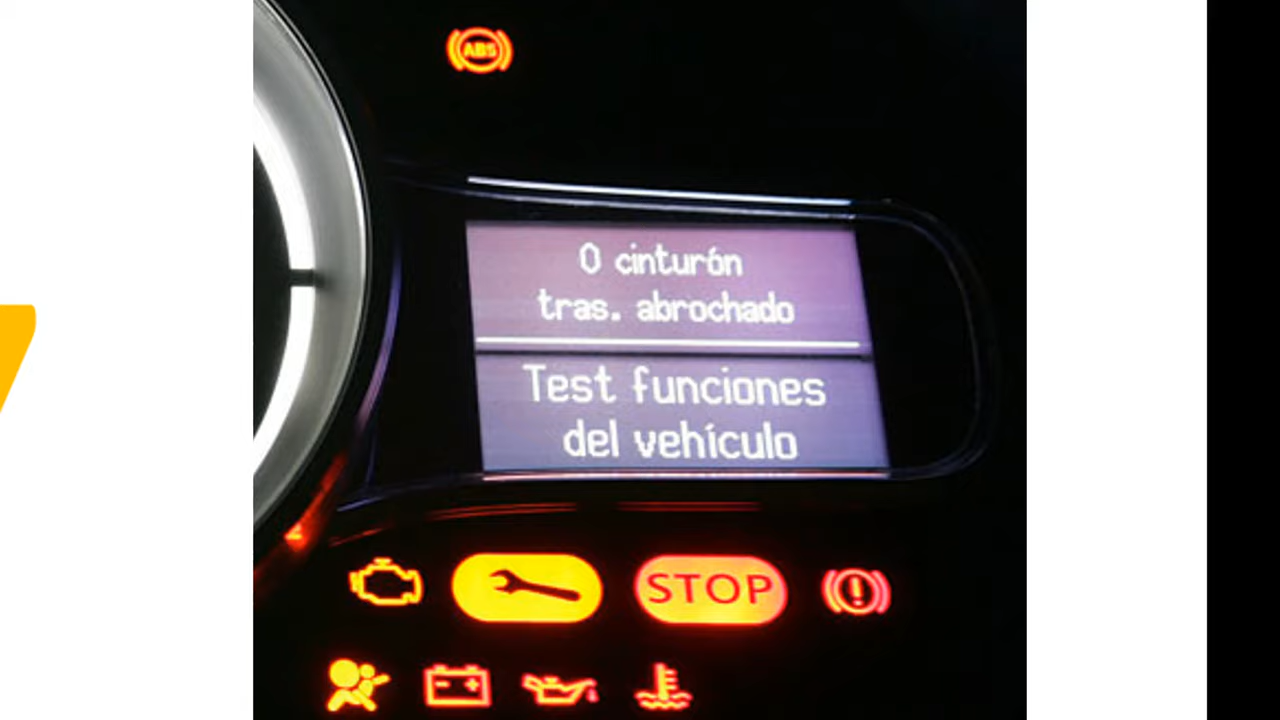 ABS
0 cinturón
tras. abrochado
Test funciones
del vehículo
STOP